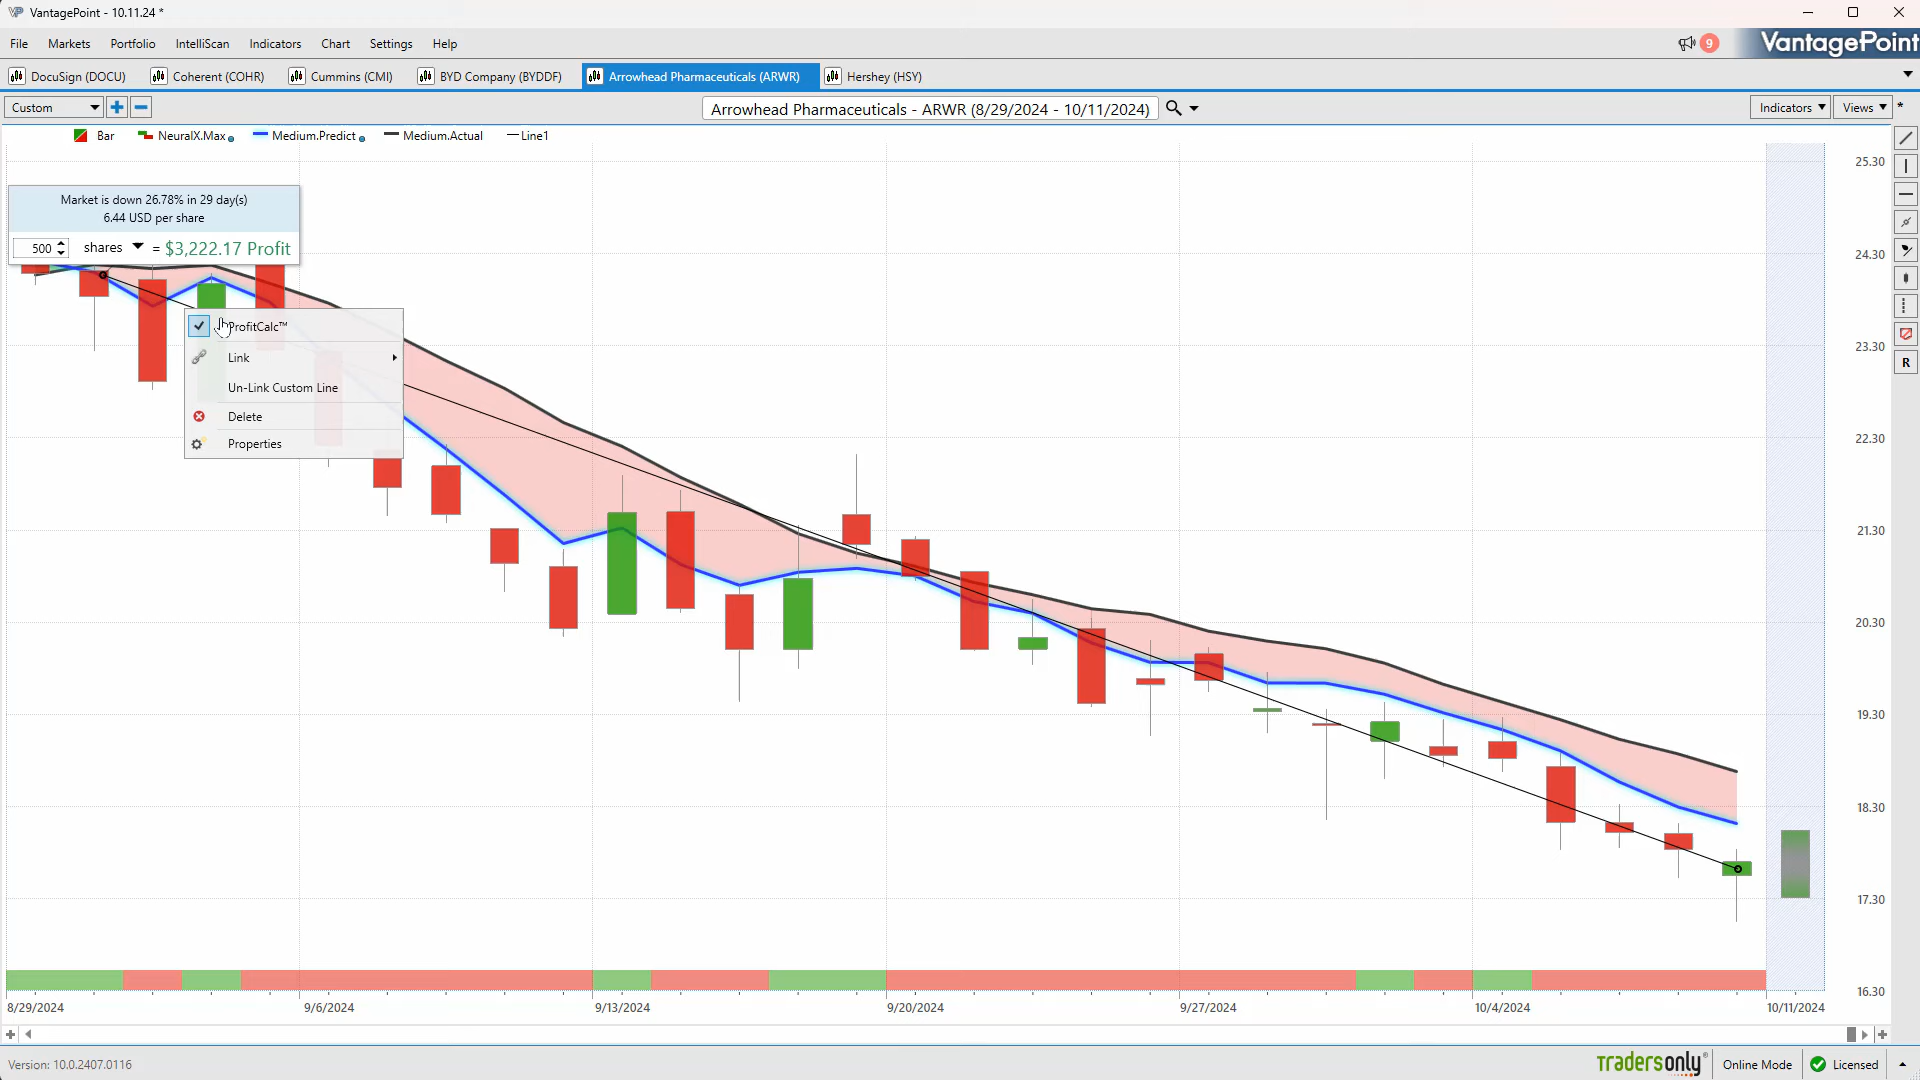 VantagePoint - 10.11.24 *
File Markets Portfolio IntelliScan Indicators Chart Settings Help
9
VantagePoint
DocuSign (DOCU) Coherent (COHR) Cummins (CMI) BYD Company (BYDDF) Arrowhead Pharmaceuticals (ARWR) Hershey (HSY)
Custom
Arrowhead Pharmaceuticals - ARWR (8/29/2024 - 10/11/2024)
Indicators Views *
Bar NeuralX.Max Medium.Predict Medium.Actual Line1
Market is down 26.78% in 29 day(s)
6.44 USD per share
500 shares = $3,222.17 Profit
ProfitCalc™
Link
Un-Link Custom Line
Delete
Properties
25.30
24.30
23.30
22.30
21.30
20.30
19.30
18.30
17.30
16.30
R
8/29/2024 9/6/2024 9/13/2024 9/20/2024 9/27/2024 10/4/2024 10/11/2024
Version: 10.0.2407.0116
tradersonly Online Mode Licensed